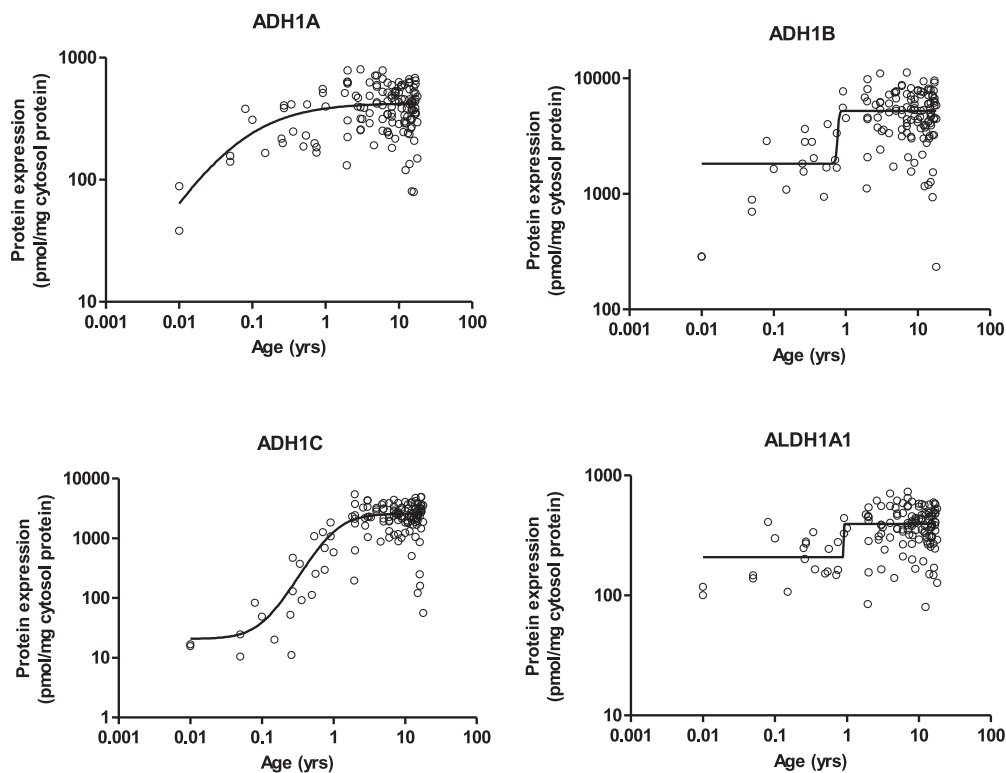 ADH1A
Protein expression
(pmol/mg cytosol protein)
1000
100
10
0.001
0.01
0.1
1
10
100
Age (yrs)
ADH1B
Protein expression
(pmol/mg cytosol protein)
10000
1000
100
0.001
0.01
0.1
1
10
100
Age (yrs)
ADH1C
Protein expression
(pmol/mg cytosol protein)
10000
1000
100
10
1
0.001
0.01
0.1
1
10
100
Age (yrs)
ALDH1A1
Protein expression
(pmol/mg cytosol protein)
1000
100
10
0.001
0.01
0.1
1
10
100
Age (yrs)